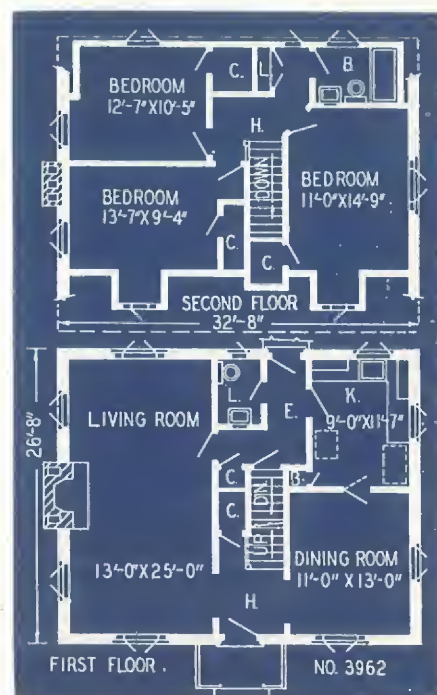 BEDROOM
12'-7"X10'-5"
C.
L.
B.
H.
BEDROOM
13'-7"X9'-4"
DOWN
BEDROOM
11'-0"X14'-9"
C.
C.
SECOND FLOOR
32'-8"
26'-8"
LIVING ROOM
13'-0"X25'-0"
L.
E.
K.
9'-0"X11'-7"
C.
B.
C.
UP
DN.
DINING ROOM
11'-0" X13'-0"
H.
FIRST FLOOR.
NO. 3962